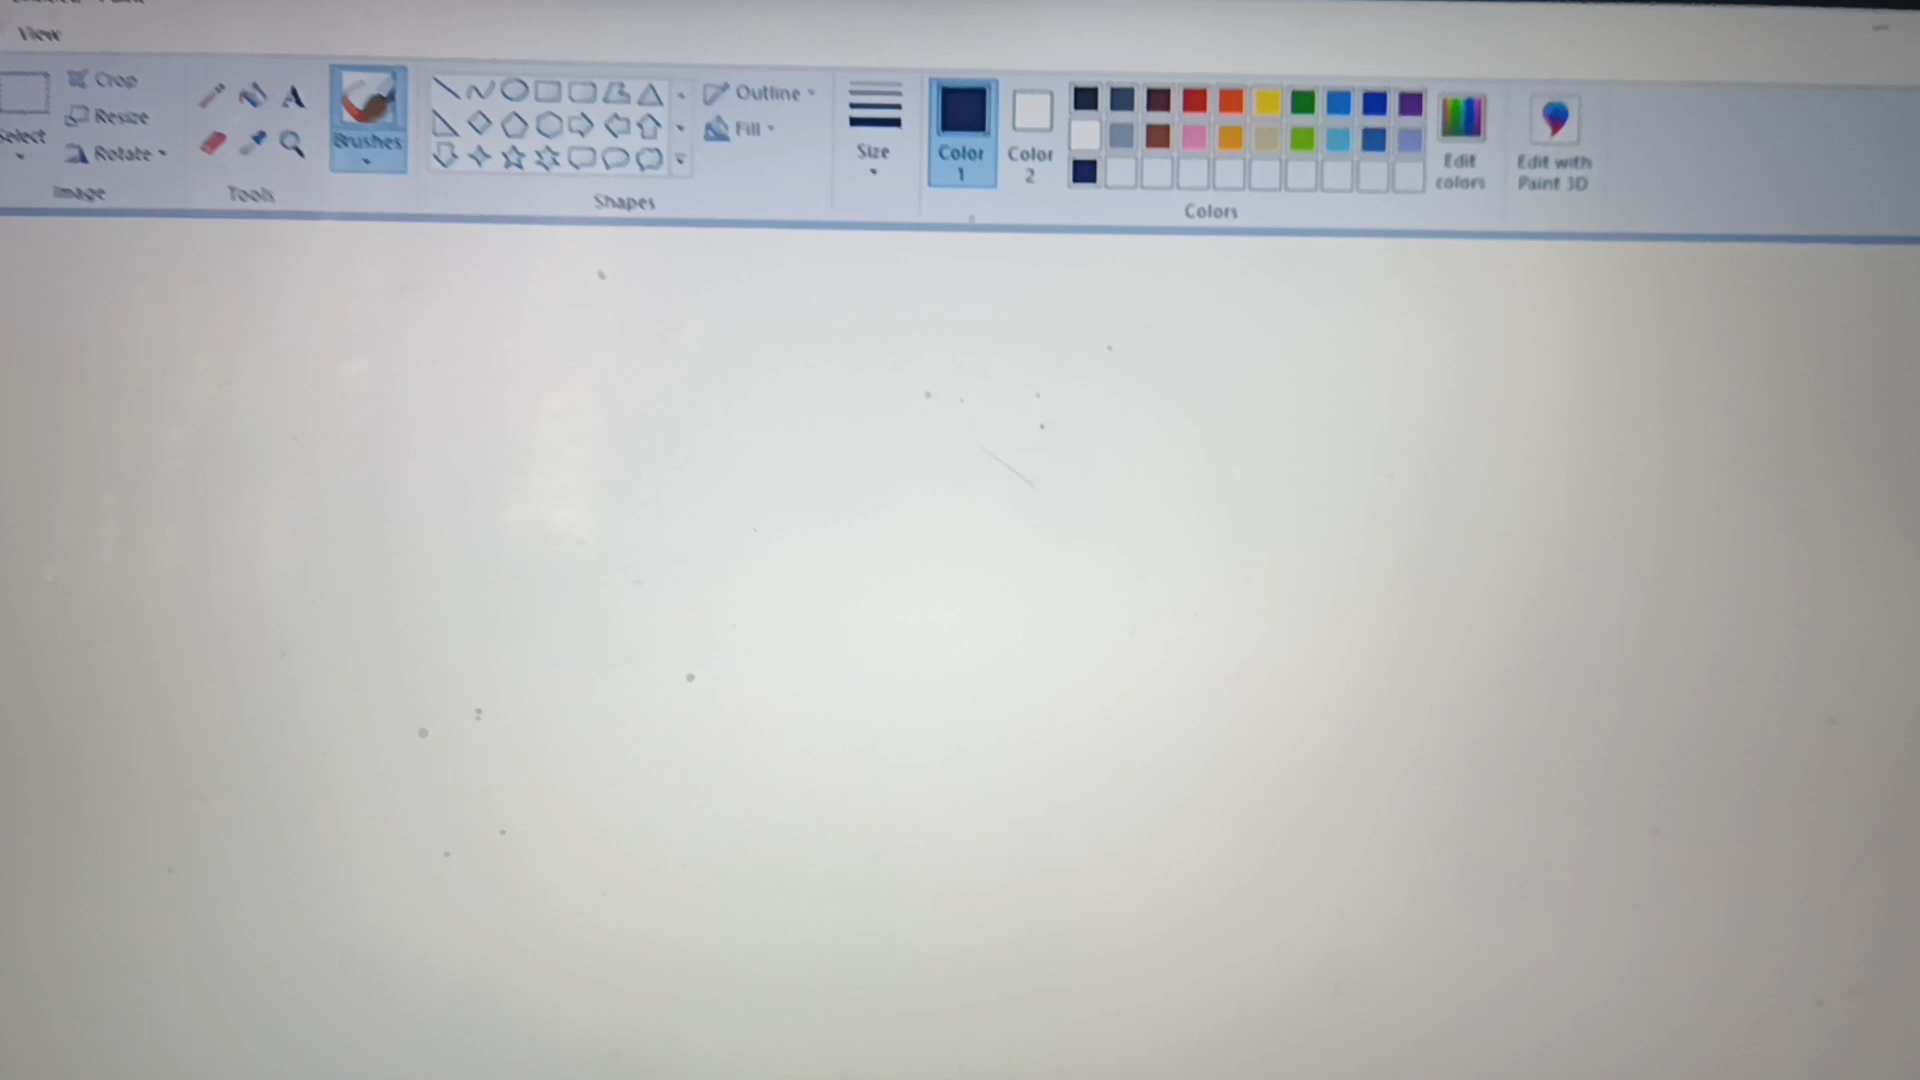 View
Select
Crop
Resize
Rotate
Image
A
Tools
Brushes
Shapes
Outline
Fill
Size
Color
1
Color
2
Colors
Edit
colors
Edit with
Paint 3D